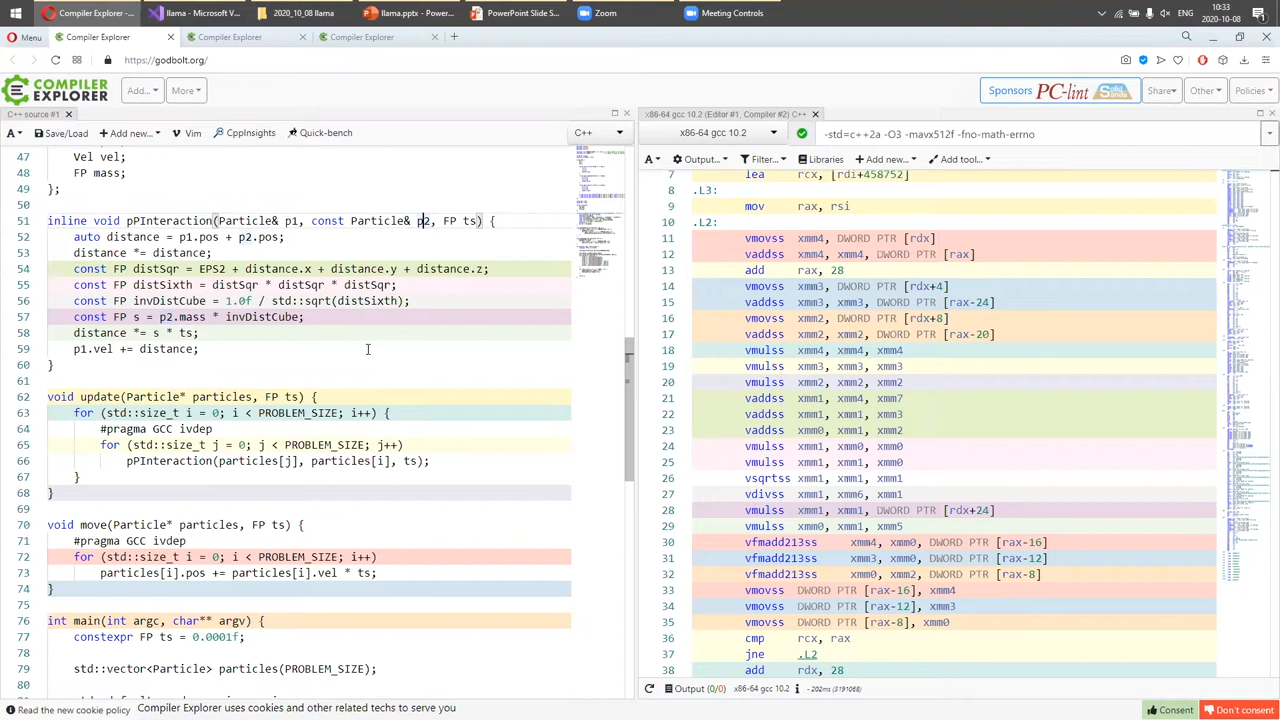 Compiler Explorer -
llama - Microsoft V
2020_10_08 llama
llama.pptx - Powe
PowerPoint Slide S
Zoom
Meeting Controls
ENG
10:33
2020-10-08
Menu
Compiler Explorer
Compiler Explorer
Compiler Explorer
https://godbolt.org/
COMPILER
EXPLORER
Add...
More
Sponsors
PC-lint
Share
Other
Policies
C++ source #1
x86-64 gcc 10.2 (Editor #1, Compiler #2) C++
A
Save/Load
Add new...
Vim
CppInsights
Quick-bench
C++
x86-64 gcc 10.2
-std=c++2a -O3 -mavx512f -fno-math-errno
A
Output...
Filter...
Libraries
Add new...
Add tool...
47 Vel vel;
48 FP mass;
49 };
50
51 inline void pPInteraction(Particle& p1, const Particle& p2, FP ts) {
52 auto distance = p1.pos + p2.pos;
53 distance *= distance;
54 const FP distSqr = EPS2 + distance.x + distance.y + distance.z;
55 const FP distSixth = distSqr * distSqr * distSqr;
56 const FP invDistCube = 1.0f / std::sqrt(distSixth);
57 const FP s = p2.mass * invDistCube;
58 distance *= s * ts;
59 p1.vel += distance;
60 }
61
62 void update(Particle* particles, FP ts) {
63 for (std::size_t i = 0; i < PROBLEM_SIZE; i++) {
64 #pragma GCC ivdep
65 for (std::size_t j = 0; j < PROBLEM_SIZE; j++)
66 pPInteraction(particles[j], particles[i], ts);
67 }
68 }
69
70 void move(Particle* particles, FP ts) {
71 #pragma GCC ivdep
72 for (std::size_t i = 0; i < PROBLEM_SIZE; i++)
73 particles[i].pos += particles[i].vel * ts;
74 }
75
76 int main(int argc, char** argv) {
77 constexpr FP ts = 0.0001f;
78
79 std::vector<Particle> particles(PROBLEM_SIZE);
80
7 lea rcx, [rdi+458752]
8 .L3:
9 mov rax, rsi
10 .L2:
11 vmovss xmm4, DWORD PTR [rdx]
12 vaddss xmm4, xmm4, DWORD PTR [rax]
13 add rax, 28
14 vmovss xmm3, DWORD PTR [rdx+4]
15 vaddss xmm3, xmm3, DWORD PTR [rax-24]
16 vmovss xmm2, DWORD PTR [rdx+8]
17 vaddss xmm2, xmm2, DWORD PTR [rax-20]
18 vmulss xmm4, xmm4, xmm4
19 vmulss xmm3, xmm3, xmm3
20 vmulss xmm2, xmm2, xmm2
21 vaddss xmm1, xmm4, xmm7
22 vaddss xmm1, xmm1, xmm3
23 vaddss xmm0, xmm1, xmm2
24 vmulss xmm1, xmm0, xmm0
25 vmulss xmm1, xmm1, xmm0
26 vsqrtss xmm1, xmm1, xmm1
27 vdivss xmm1, xmm6, xmm1
28 vmulss xmm1, xmm1, DWORD PTR [rdx+24]
29 vmulss xmm0, xmm1, xmm5
30 vfmadd213ss xmm4, xmm0, DWORD PTR [rax-16]
31 vfmadd213ss xmm3, xmm0, DWORD PTR [rax-12]
32 vfmadd213ss xmm0, xmm2, DWORD PTR [rax-8]
33 vmovss DWORD PTR [rax-16], xmm4
34 vmovss DWORD PTR [rax-12], xmm3
35 vmovss DWORD PTR [rax-8], xmm0
36 cmp rcx, rax
37 jne .L2
38 add rdx, 28
Output (0/0) x86-64 gcc 10.2 i - 202ms (319106B)
Read the new cookie policy
Compiler Explorer uses cookies and other related techs to serve you
Consent
Don't consent